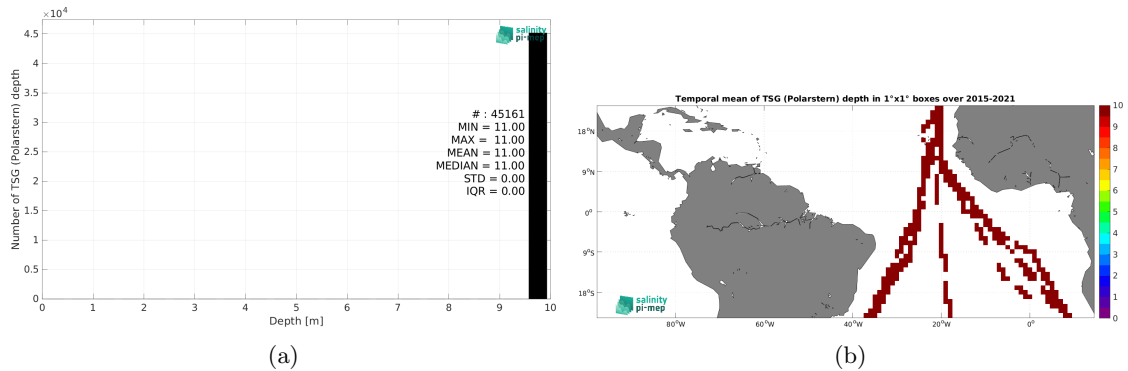 ×10⁴
4.5
4
3.5
3
2.5
2
1.5
1
0.5
0
Number of TSG (Polarstern) depth
salinity
pi-mep
# : 45161
MIN = 11.00
MAX = 11.00
MEAN = 11.00
MEDIAN = 11.00
STD = 0.00
IQR = 0.00
0 1 2 3 4 5 6 7 8 9 10
Depth [m]
(a)
Temporal mean of TSG (Polarstern) depth in 1°x1° boxes over 2015-2021
18°N
9°N
0°
9°S
18°S
salinity
pi-mep
80°W 60°W 40°W 20°W 0°
10
9
8
7
6
5
4
3
2
1
0
(b)